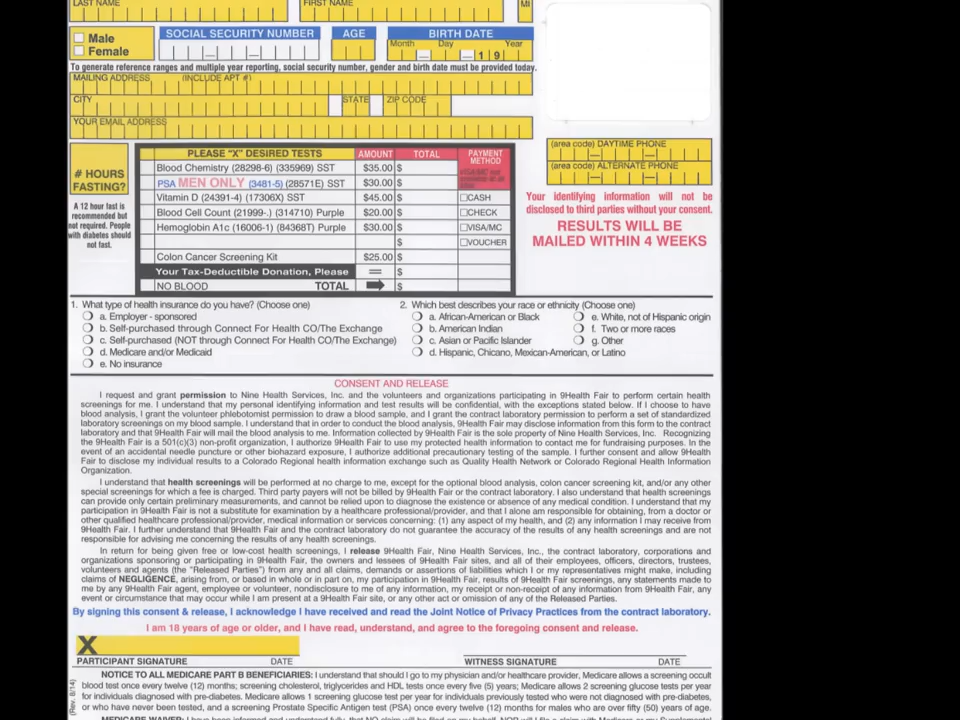 LAST NAME FIRST NAME MI
Male
Female
SOCIAL SECURITY NUMBER AGE BIRTH DATE
Month Day Year
1 9
To generate reference ranges and multiple year reporting, social security number, gender and birth date must be provided today.
MAILING ADDRESS (INCLUDE APT #)
CITY STATE ZIP CODE
YOUR EMAIL ADDRESS
(area code) DAYTIME PHONE
(area code) ALTERNATE PHONE
# HOURS
FASTING?
A 12 hour fast is
recommended but
not required. People
with diabetes should
not fast.
PLEASE "X" DESIRED TESTS AMOUNT TOTAL PAYMENT METHOD
Blood Chemistry (28298-6) (335969) SST $35.00 $
PSA MEN ONLY (3481-5) (28571E) SST $30.00 $
Vitamin D (24391-4) (17306X) SST $45.00 $ CASH
Blood Cell Count (21999-.) (314710) Purple $20.00 $ CHECK
Hemoglobin A1c (16006-1) (84368T) Purple $30.00 $ VISA/MC
$ VOUCHER
Colon Cancer Screening Kit $25.00 $
Your Tax-Deductible Donation, Please = $
NO BLOOD TOTAL $
Your identifying information will not be
disclosed to third parties without your consent.
RESULTS WILL BE
MAILED WITHIN 4 WEEKS
1. What type of health insurance do you have? (Choose one)
a. Employer - sponsored
b. Self-purchased through Connect For Health CO/The Exchange
c. Self-purchased (NOT through Connect For Health CO/The Exchange)
d. Medicare and/or Medicaid
e. No insurance
2. Which best describes your race or ethnicity (Choose one)
a. African-American or Black e. White, not of Hispanic origin
b. American Indian f. Two or more races
c. Asian or Pacific Islander g. Other
d. Hispanic, Chicano, Mexican-American, or Latino
CONSENT AND RELEASE
I request and grant permission to Nine Health Services, Inc. and the volunteers and organizations participating in 9Health Fair to perform certain health
screenings for me. I understand that my personal identifying information and test results will be confidential, with the exceptions stated below. If I choose to have
blood analysis, I grant the volunteer phlebotomist permission to draw a blood sample, and I grant the contract laboratory permission to perform a set of standardized
laboratory screenings on my blood sample. I understand that in order to conduct the blood analysis, 9Health Fair may disclose information from this form to the contract
laboratory and that 9Health Fair will mail the blood analysis to me. Information collected by 9Health Fair is the sole property of Nine Health Services, Inc. Recognizing
the 9Health Fair is a 501(c)(3) non-profit organization, I authorize 9Health Fair to use my protected health information to contact me for fundraising purposes. In the
event of an accidental needle puncture or other biohazard exposure, I authorize additional precautionary testing of the sample. I further consent and allow 9Health
Fair to disclose my individual results to a Colorado Regional health information exchange such as Quality Health Network or Colorado Regional Health Information
Organization.
I understand that health screenings will be performed at no charge to me, except for the optional blood analysis, colon cancer screening kit, and/or any other
special screenings for which a fee is charged. Third party payers will not be billed by 9Health Fair or the contract laboratory. I also understand that health screenings
can provide only certain preliminary measurements, and cannot be relied upon to diagnose the existence or absence of any medical condition. I understand that my
participation in 9Health Fair is not a substitute for examination by a healthcare professional/provider, and that I alone am responsible for obtaining, from a doctor or
other qualified healthcare professional/provider, medical information or services concerning: (1) any aspect of my health, and (2) any information I may receive from
9Health Fair. I further understand that 9Health Fair and the contract laboratory do not guarantee the accuracy of the results of any health screenings and are not
responsible for advising me concerning the results of any health screenings.
In return for being given free or low-cost health screenings, I release 9Health Fair, Nine Health Services, Inc., the contract laboratory, corporations and
organizations sponsoring or participating in 9Health Fair, the owners and lessees of 9Health Fair sites, and all of their employees, officers, directors, trustees,
volunteers and agents (the "Released Parties") from any and all claims, demands or assertions of liabilities which I or my representatives might make, including
claims of NEGLIGENCE, arising from, or based in whole or in part on, my participation in 9Health Fair, results of 9Health Fair screenings, any statements made to
me by any 9Health Fair agent, employee or volunteer, nondisclosure to me of any information, my receipt or non-receipt of any information from 9Health Fair, any
event or circumstance that may occur while I am present at a 9Health Fair site, or any other act or omission of any of the Released Parties.
By signing this consent & release, I acknowledge I have received and read the Joint Notice of Privacy Practices from the contract laboratory.
I am 18 years of age or older, and I have read, understand, and agree to the foregoing consent and release.
X
PARTICIPANT SIGNATURE DATE WITNESS SIGNATURE DATE
(Rev. 8/14)
NOTICE TO ALL MEDICARE PART B BENEFICIARIES: I understand that should I go to my physician and/or healthcare provider, Medicare allows a screening occult
blood test once every twelve (12) months; screening cholesterol, triglycerides and HDL tests once every five (5) years; Medicare allows 2 screening glucose tests per year
for individuals diagnosed with pre-diabetes. Medicare allows 1 screening glucose test per year for individuals previously tested who were not diagnosed with pre-diabetes,
or who have never been tested, and a screening Prostate Specific Antigen test (PSA) once every twelve (12) months for males who are over fifty (50) years of age.